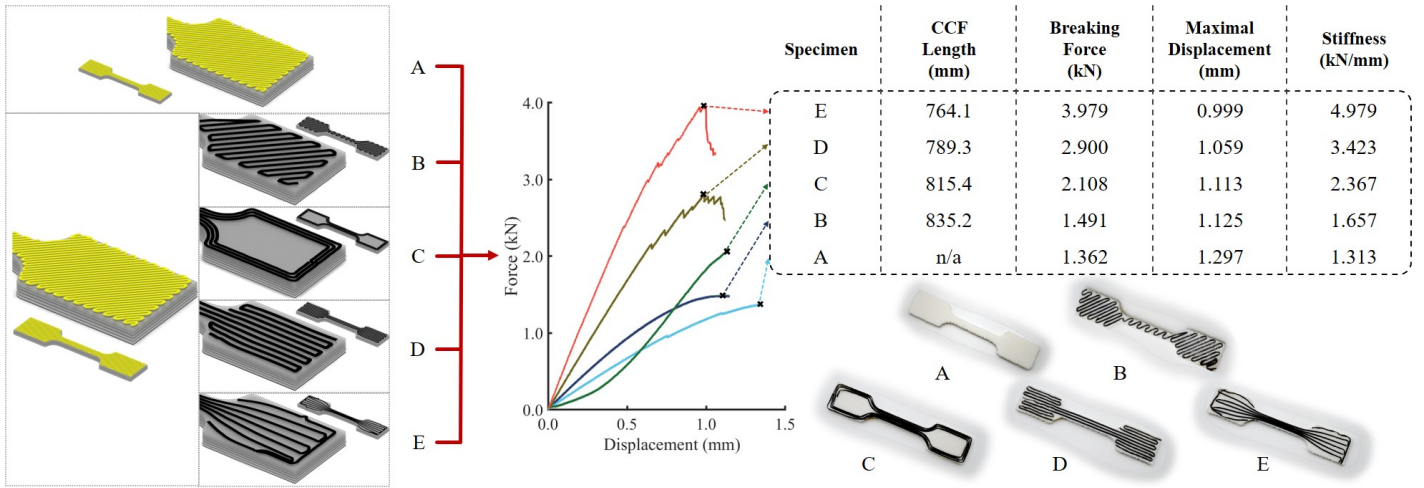 A
B
C
D
E
Force (kN)
4.0
3.0
2.0
1.0
0.0
0.0 0.5 1.0 1.5
Displacement (mm)
Specimen CCF Length (mm) Breaking Force (kN) Maximal Displacement (mm) Stiffness (kN/mm)
E 764.1 3.979 0.999 4.979
D 789.3 2.900 1.059 3.423
C 815.4 2.108 1.113 2.367
B 835.2 1.491 1.125 1.657
A n/a 1.362 1.297 1.313
A B
C D E